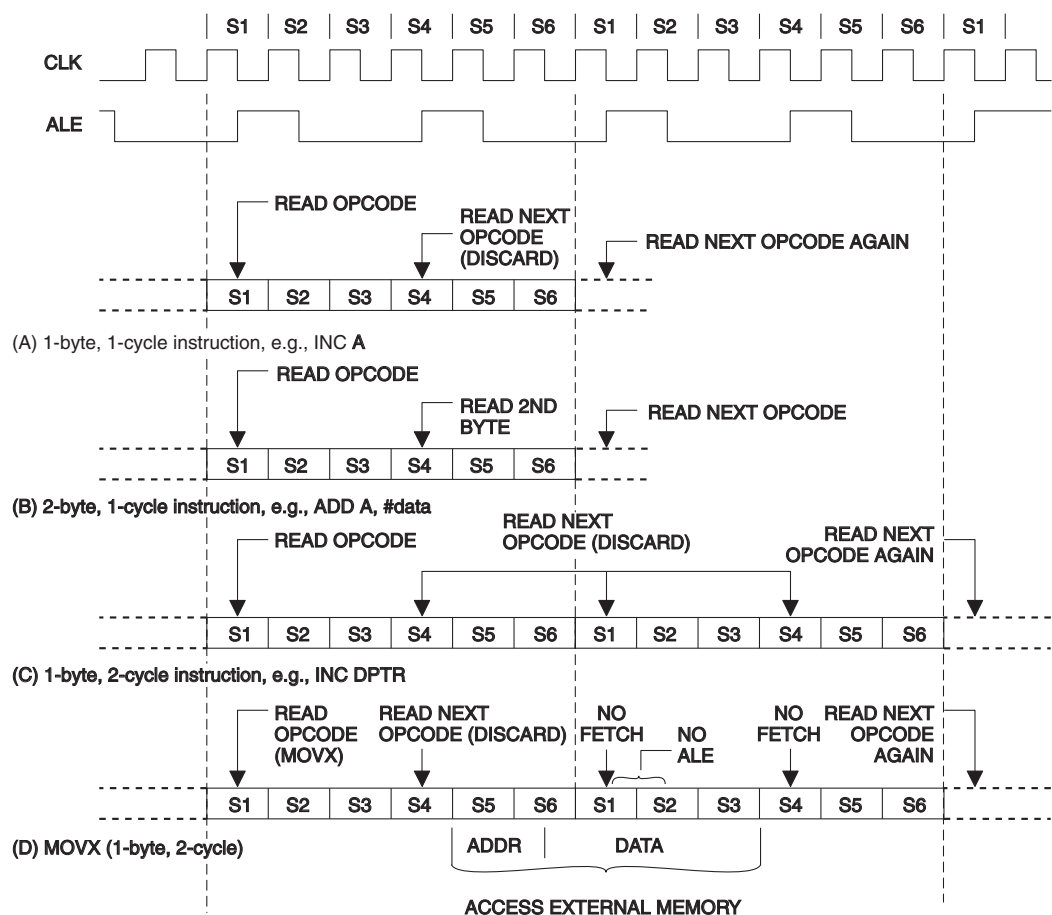 S1 S2 S3 S4 S5 S6 S1 S2 S3 S4 S5 S6 S1
CLK
ALE
READ OPCODE
READ NEXT
OPCODE
(DISCARD)
READ NEXT OPCODE AGAIN
S1 S2 S3 S4 S5 S6
(A) 1-byte, 1-cycle instruction, e.g., INC A
READ OPCODE
READ 2ND
BYTE
READ NEXT OPCODE
S1 S2 S3 S4 S5 S6
(B) 2-byte, 1-cycle instruction, e.g., ADD A, #data
READ OPCODE
READ NEXT
OPCODE (DISCARD)
READ NEXT
OPCODE AGAIN
S1 S2 S3 S4 S5 S6 S1 S2 S3 S4 S5 S6
(C) 1-byte, 2-cycle instruction, e.g., INC DPTR
READ
OPCODE
(MOVX)
READ NEXT
OPCODE (DISCARD)
NO
FETCH
NO
ALE
NO
FETCH
READ NEXT
OPCODE
AGAIN
S1 S2 S3 S4 S5 S6 S1 S2 S3 S4 S5 S6
(D) MOVX (1-byte, 2-cycle)
ADDR
DATA
ACCESS EXTERNAL MEMORY